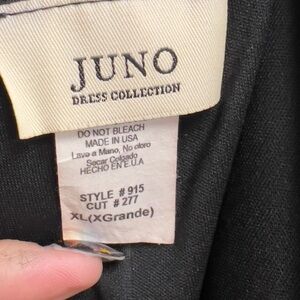 JUNO
DRESS COLLECTION
DO NOT BLEACH
MADE IN USA
Lave a Mano, No cloro
Secar Colgado
HECHO EN E.U.A
STYLE # 915
CUT # 277
XL(XGrande)